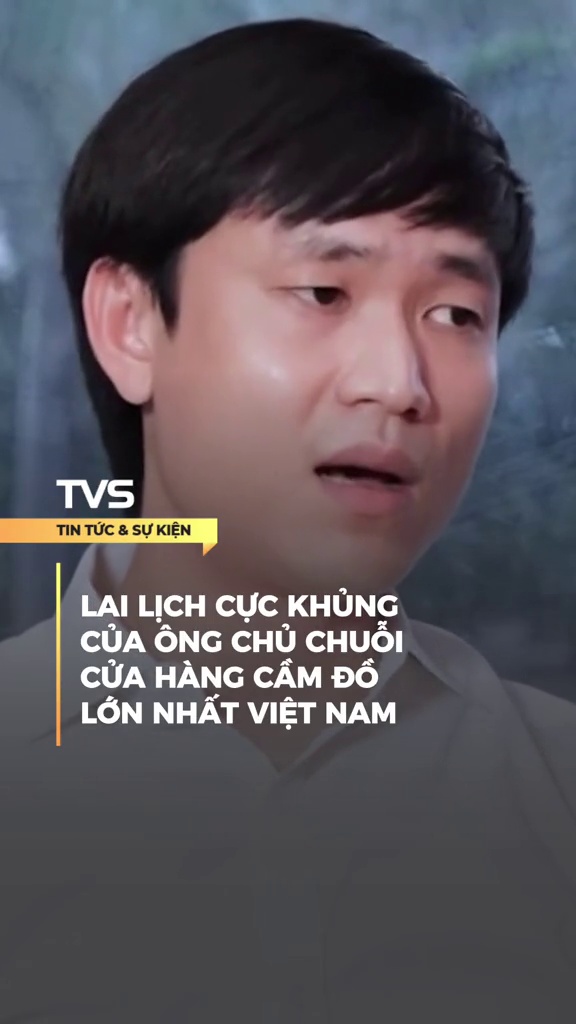 TVS
TIN TỨC & SỰ KIỆN
LAI LỊCH CỰC KHỦNG
CỦA ÔNG CHỦ CHUỖI
CỬA HÀNG CẦM ĐỒ
LỚN NHẤT VIỆT NAM